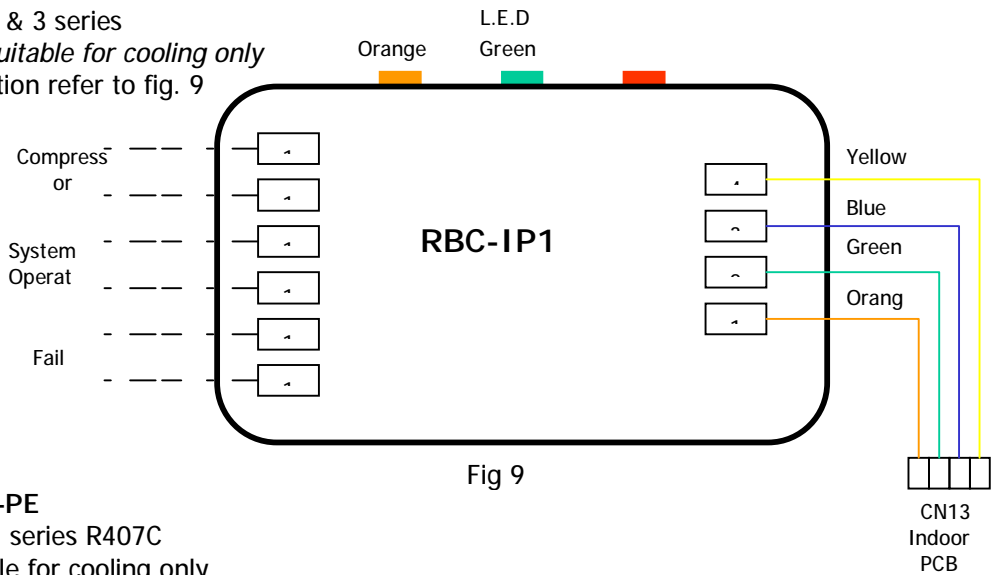 & 3 series
uitable for cooling only
tion refer to fig. 9
L.E.D
Orange
Green
Compress
or
System
Operat
Fail
RBC-IP1
Yellow
Blue
Green
Orang
Fig 9
CN13
Indoor
PCB
-PE
series R407C
le for cooling only